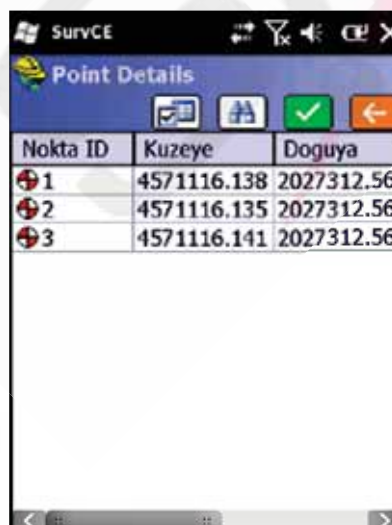 SurvCE
Point Details
Nokta ID Kuzeye Doguya
1 4571116.138 2027312.56
2 4571116.135 2027312.56
3 4571116.141 2027312.56